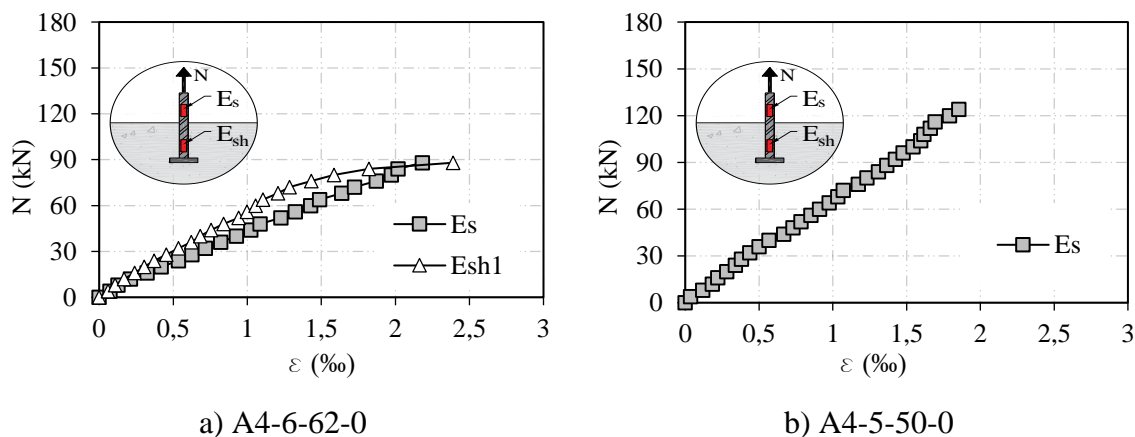 180
150
120
90
60
30
0
N (kN)
N
Es
Esh
Es
Esh1
0 0,5 1 1,5 2 2,5 3
ε (‰)
a) A4-6-62-0
180
150
120
90
60
30
0
N (kN)
N
Es
Esh
Es
0 0,5 1 1,5 2 2,5 3
ε (‰)
b) A4-5-50-0